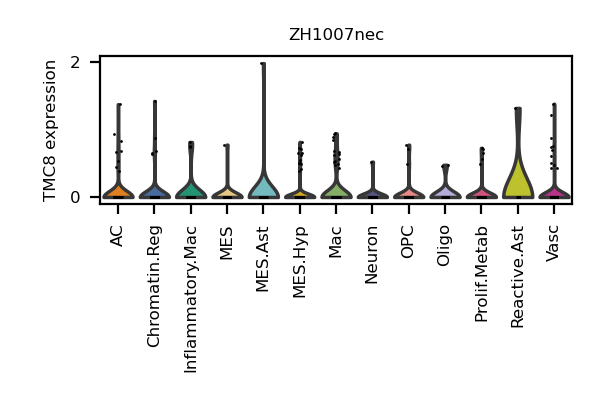 ZH1007nec
TMC8 expression
2
0
AC
Chromatin.Reg
Inflammatory.Mac
MES
MES.Ast
MES.Hyp
Mac
Neuron
OPC
Oligo
Prolif.Metab
Reactive.Ast
Vasc